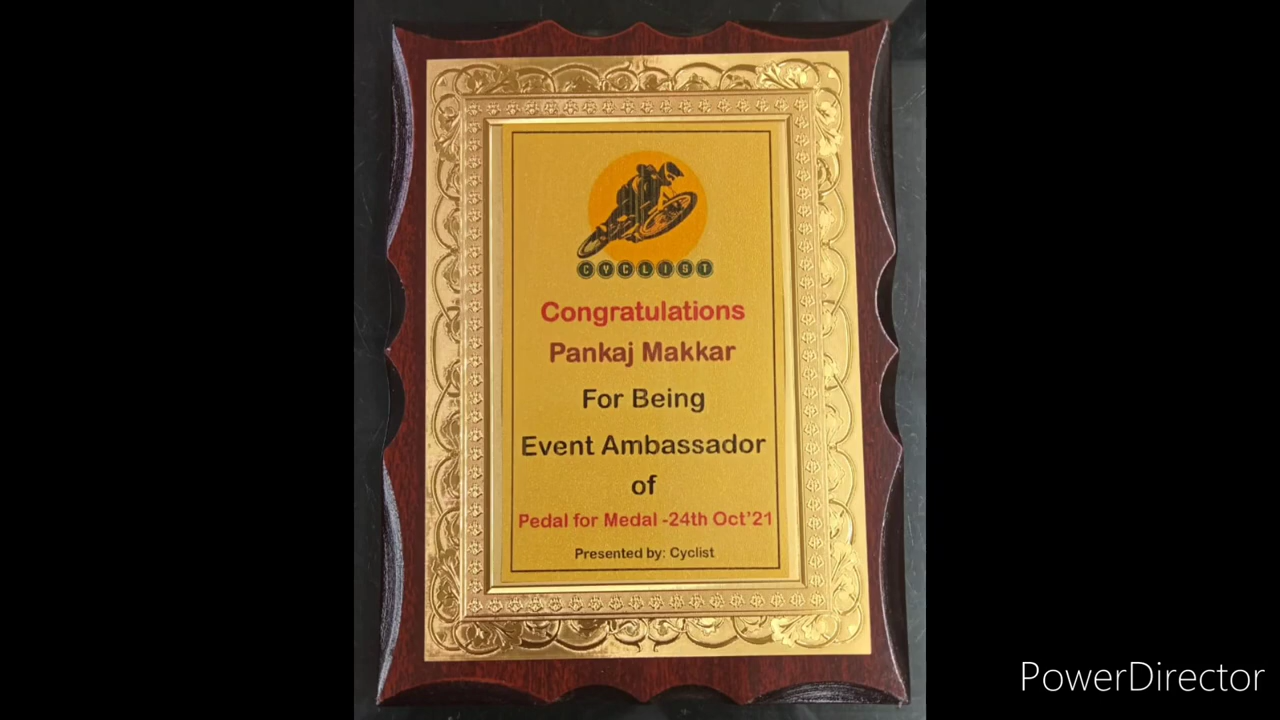 CYCLIST
Congratulations
Pankaj Makkar
For Being
Event Ambassador
of
Pedal for Medal -24th Oct'21
Presented by: Cyclist
PowerDirector